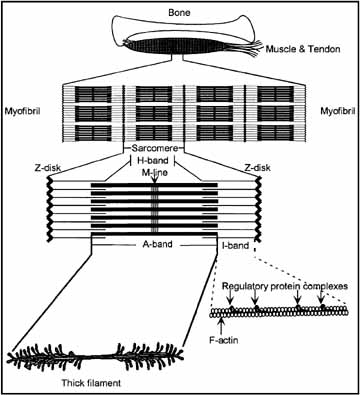 Bone
Muscle & Tendon
Myofibril
Myofibril
Sarcomere
H-band
M-line
Z-disk
Z-disk
A-band
I-band
Regulatory protein complexes
F-actin
Thick filament